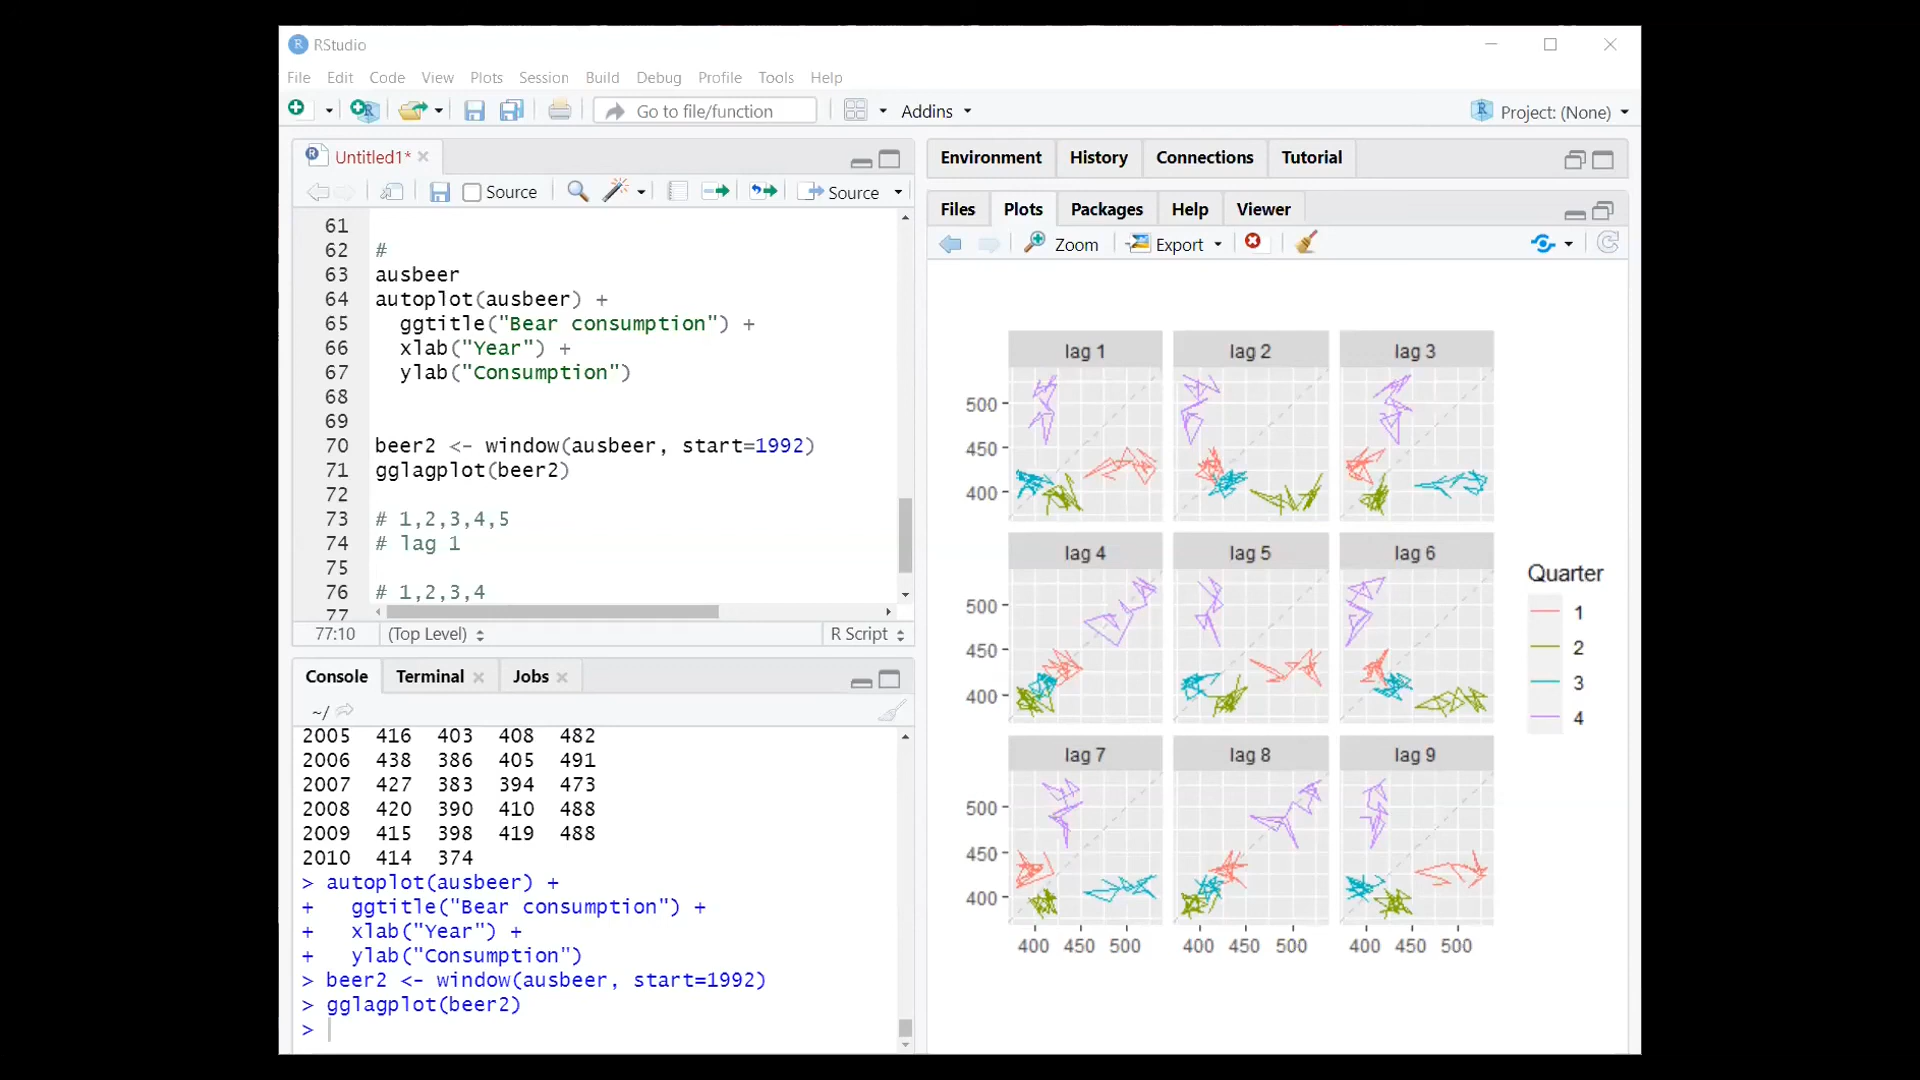 RStudio
File Edit Code View Plots Session Build Debug Profile Tools Help
Go to file/function Addins Project: (None)
Untitled1*
Source Source
61
62 #
63 ausbeer
64 autoplot(ausbeer) +
65 ggtitle("Bear consumption") +
66 xlab("Year") +
67 ylab("Consumption")
68
69
70 beer2 <- window(ausbeer, start=1992)
71 gglagplot(beer2)
72
73 # 1,2,3,4,5
74 # lag 1
75
76 # 1,2,3,4
77
77:10 (Top Level) R Script
Console Terminal Jobs
~/
2005 416 403 408 482
2006 438 386 405 491
2007 427 383 394 473
2008 420 390 410 488
2009 415 398 419 488
2010 414 374
> autoplot(ausbeer) +
+ ggtitle("Bear consumption") +
+ xlab("Year") +
+ ylab("Consumption")
> beer2 <- window(ausbeer, start=1992)
> gglagplot(beer2)
>
Environment History Connections Tutorial
Files Plots Packages Help Viewer
Zoom Export
lag 1 lag 2 lag 3
500
450
400
lag 4 lag 5 lag 6
500
450
400
lag 7 lag 8 lag 9
500
450
400
400 450 500 400 450 500 400 450 500
Quarter
1
2
3
4